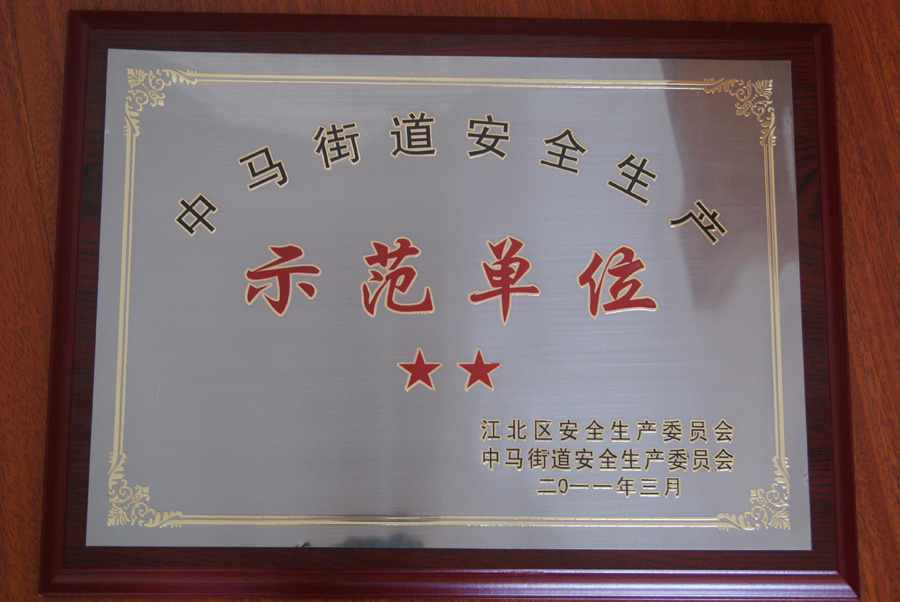 中马街道安全生产
示范单位
江北区安全生产委员会
中马街道安全生产委员会
二0一一年三月